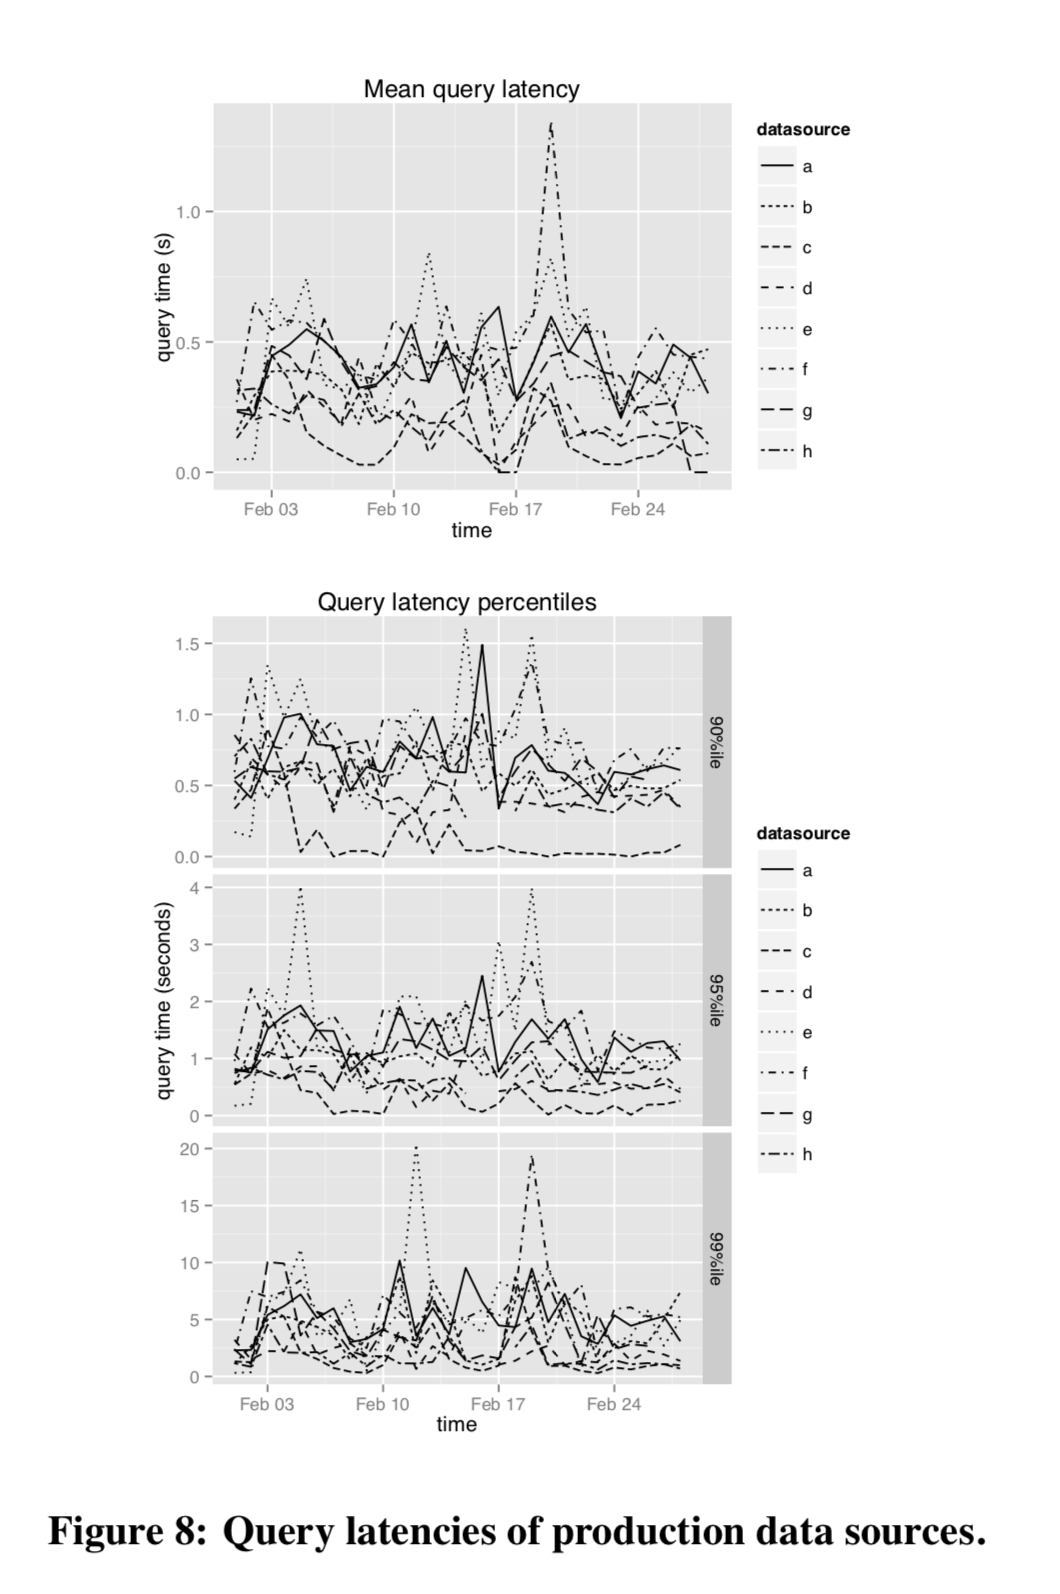 Mean query latency
datasource
a
b
c
d
e
f
g
h
query time (s)
1.0
0.5
0.0
Feb 03
Feb 10
Feb 17
Feb 24
time
Query latency percentiles
1.5
1.0
0.5
0.0
90%ile
query time (seconds)
4
3
2
1
0
95%ile
20
15
10
5
0
99%ile
Feb 03
Feb 10
Feb 17
Feb 24
time
datasource
a
b
c
d
e
f
g
h
Figure 8: Query latencies of production data sources.